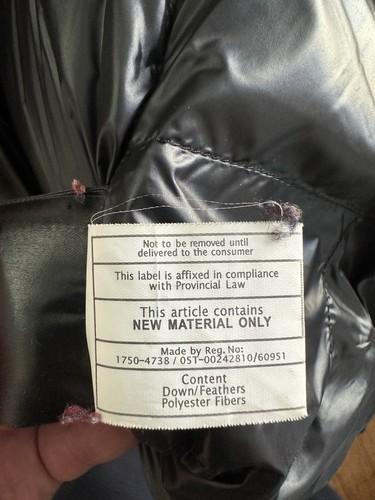 Not to be removed until
delivered to the consumer
This label is affixed in compliance
with Provincial Law
This article contains
NEW MATERIAL ONLY
Made by Reg. No:
1750-4738 / 0ST-00242810/60951
Content
Down/Feathers
Polyester Fibers